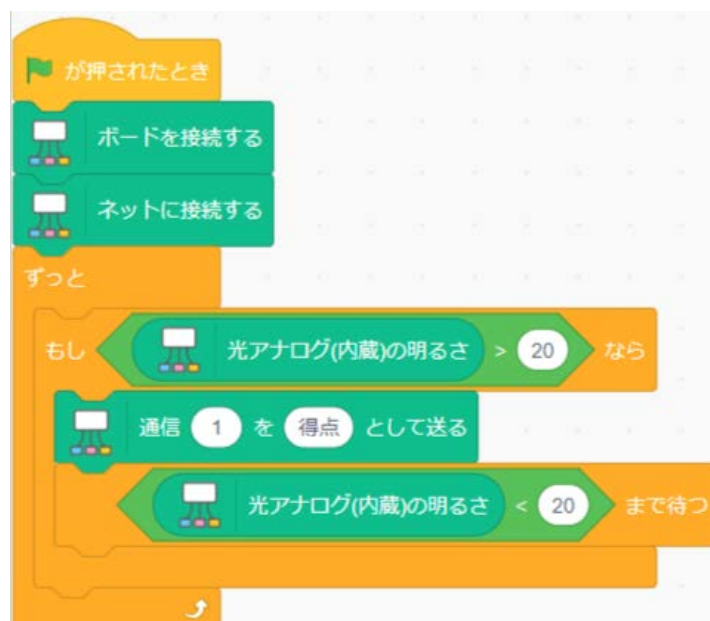 が押されたとき
ボードを接続する
ネットに接続する
ずっと
もし 光アナログ(内蔵)の明るさ > 20 なら
通信 1 を 得点 として送る
光アナログ(内蔵)の明るさ < 20 まで待つ